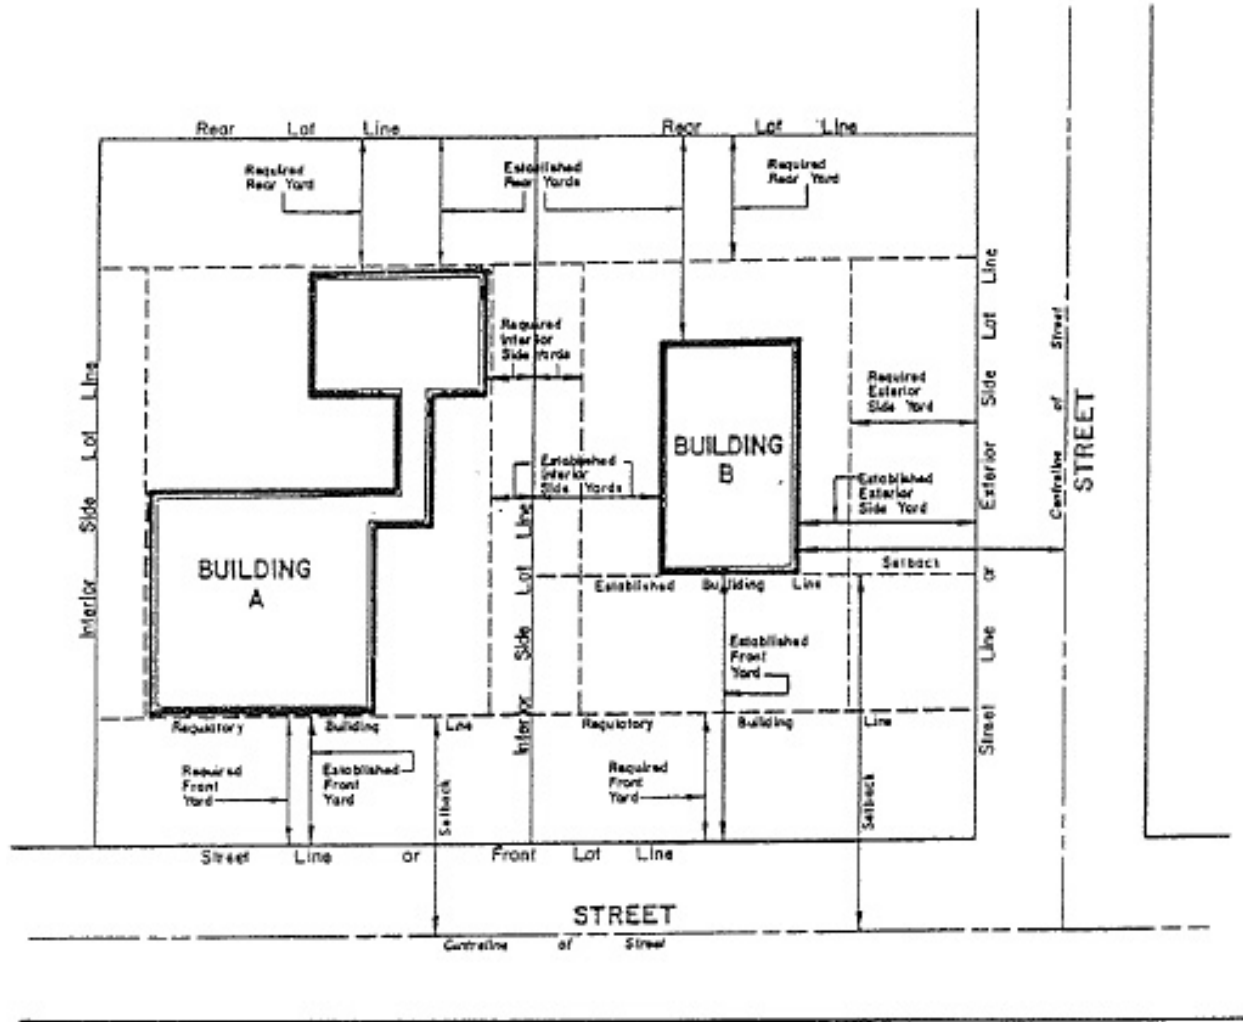 Rear Lot Line
Rear Lot Line
Required
Rear Yard
Established
Rear Yards
Required
Rear Yard
Required
Interior
Side Yards
Required
Exterior
Side Yard
Interior Side Lot Line
BUILDING
A
Established
Interior
Side Yards
BUILDING
B
Established
Exterior
Side Yard
Setback
Established Building Line
Interior Side Lot Line
Established
Front
Yard
Street Line or Exterior Side Lot Line
Centreline of Street
STREET
Regulatory Building Line
Regulatory Building Line
Required
Front
Yard
Established
Front
Yard
Setback
Required
Front
Yard
Setback
Street Line or Front Lot Line
STREET
Centreline of Street